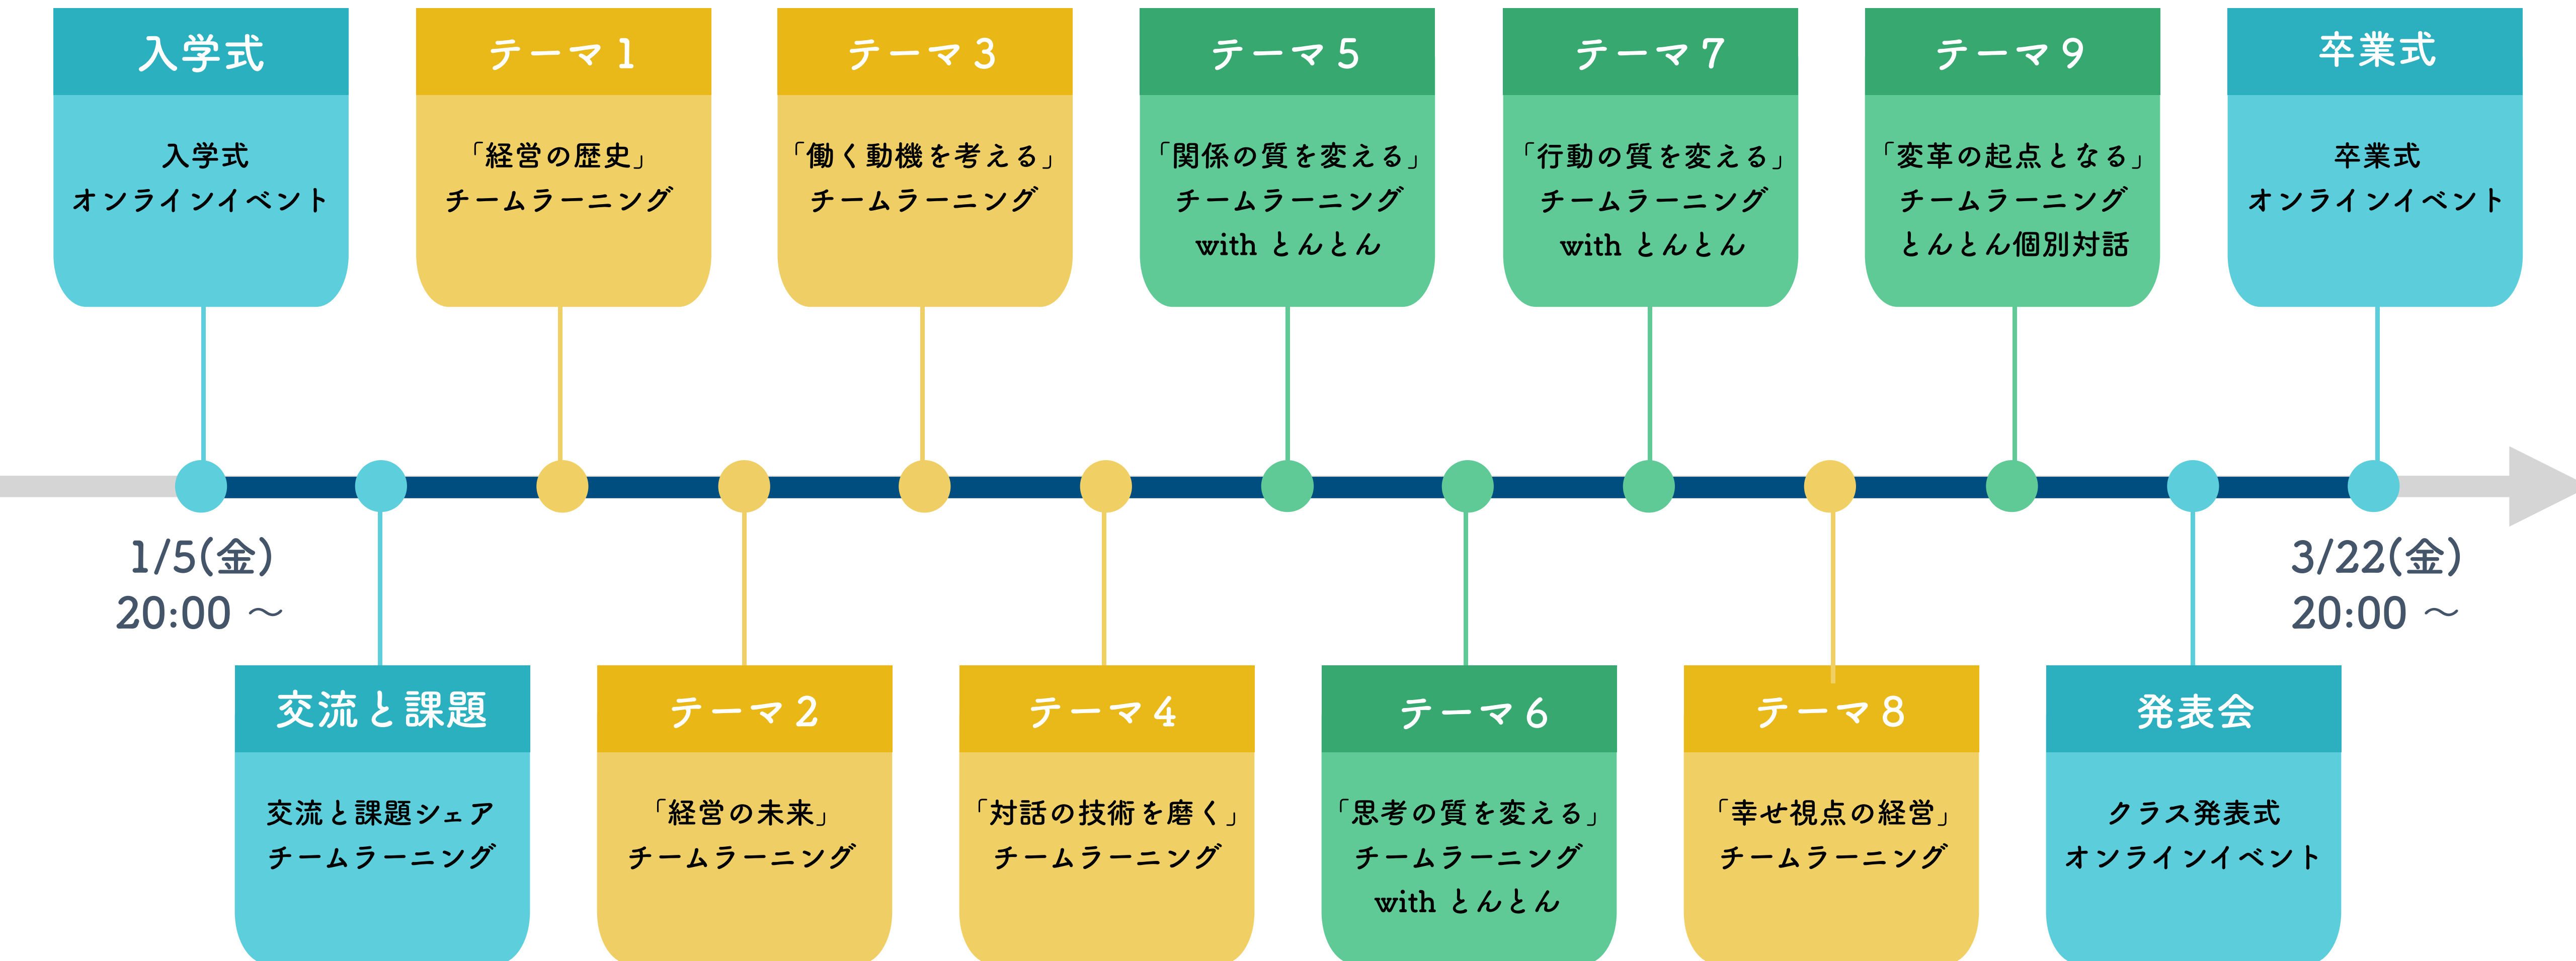 入学式
入学式
オンラインイベント
テーマ 1
「経営の歴史」
チームラーニング
テーマ 3
「働く動機を考える」
チームラーニング
テーマ 5
「関係の質を変える」
チームラーニング
with とんとん
テーマ 7
「行動の質を変える」
チームラーニング
with とんとん
テーマ 9
「変革の起点となる」
チームラーニング
とんとん個別対話
卒業式
卒業式
オンラインイベント
1/5(金)
20:00 ～
3/22(金)
20:00 ～
交流と課題
交流と課題シェア
チームラーニング
テーマ 2
「経営の未来」
チームラーニング
テーマ 4
「対話の技術を磨く」
チームラーニング
テーマ 6
「思考の質を変える」
チームラーニング
with とんとん
テーマ 8
「幸せ視点の経営」
チームラーニング
発表会
クラス発表式
オンラインイベント